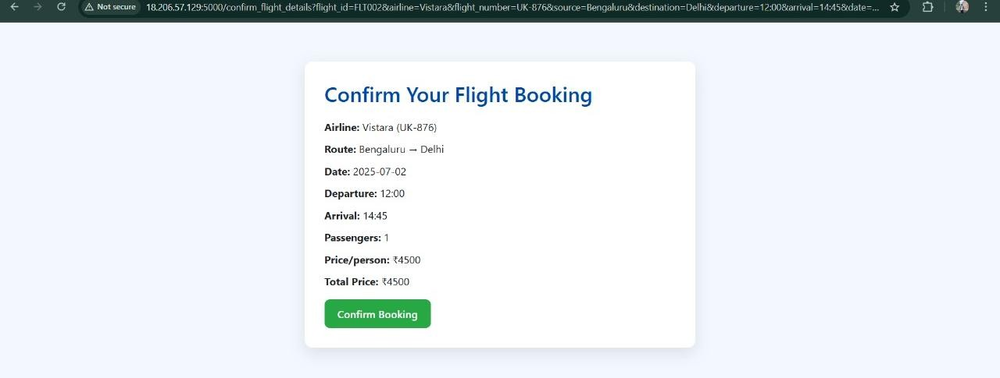 Not secure 18.206.57.129:5000/confirm_flight_details?flight_id=FLT002&airline=Vistara&flight_number=UK-876&source=Bengaluru&destination=Delhi&departure=12:00&arrival=14:45&date=...
Confirm Your Flight Booking
Airline: Vistara (UK-876)
Route: Bengaluru → Delhi
Date: 2025-07-02
Departure: 12:00
Arrival: 14:45
Passengers: 1
Price/person: ₹4500
Total Price: ₹4500
Confirm Booking